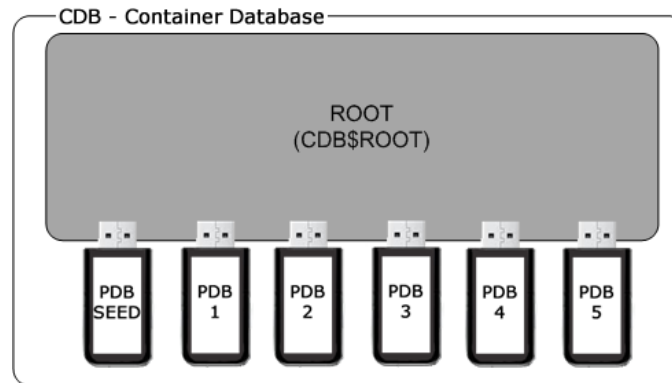 CDB - Container Database
ROOT
(CDB$ROOT)
PDB
SEED
PDB
1
PDB
2
PDB
3
PDB
4
PDB
5